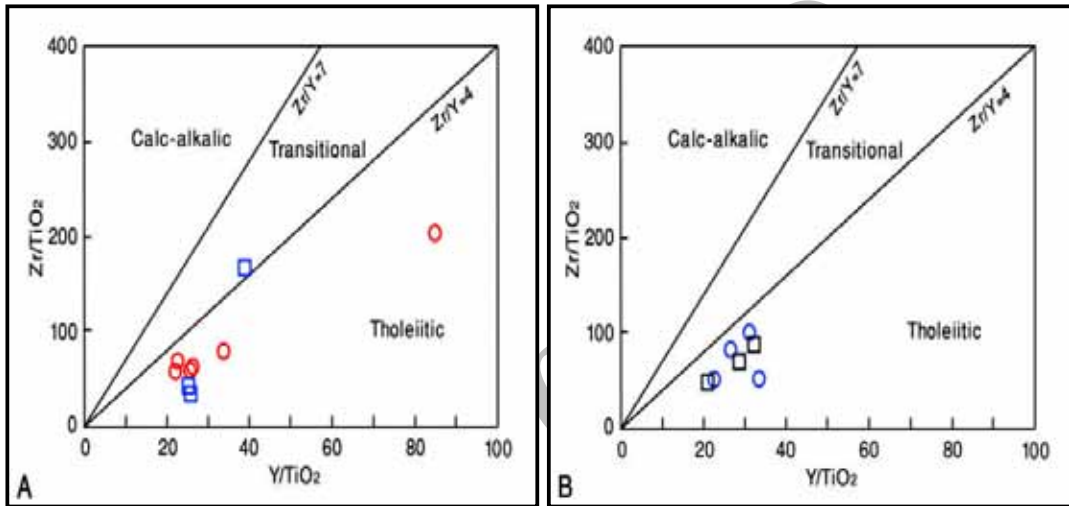 400
300
200
100
0
Zr/TiO2
Calc-alkalic
Zr/Y=7
Transitional
Zr/Y=4
Tholeiitic
0 20 40 60 80 100
Y/TiO2
A
400
300
200
100
0
Zr/TiO2
Calc-alkalic
Zr/Y=7
Transitional
Zr/Y=4
Tholeiitic
0 20 40 60 80 100
Y/TiO2
B